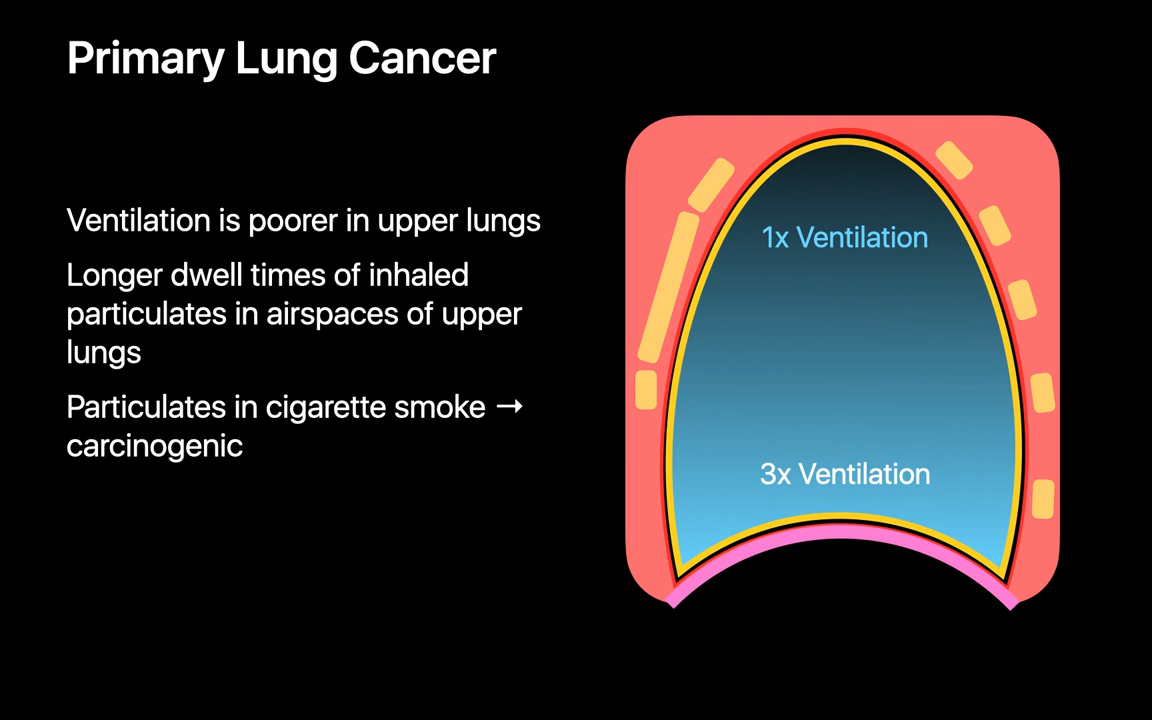 Primary Lung Cancer
Ventilation is poorer in upper lungs
Longer dwell times of inhaled
particulates in airspaces of upper
lungs
Particulates in cigarette smoke →
carcinogenic
1x Ventilation
3x Ventilation